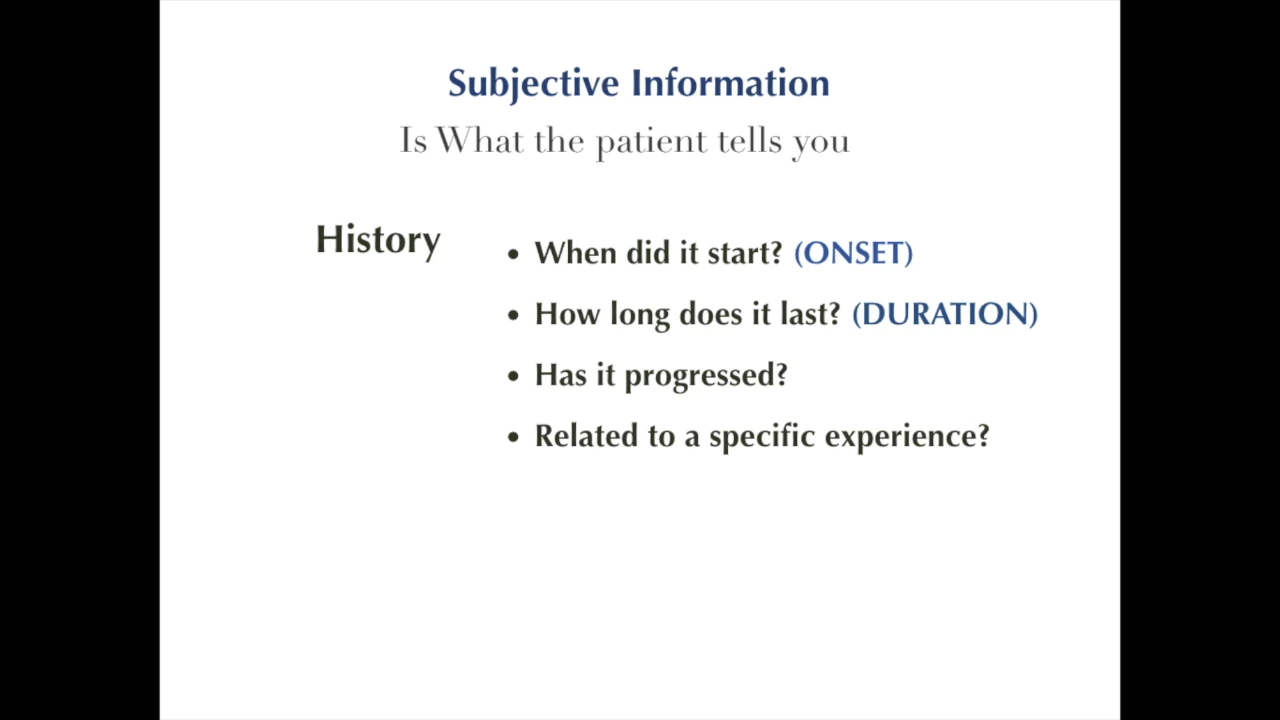 Subjective Information
Is What the patient tells you
History
• When did it start? (ONSET)
• How long does it last? (DURATION)
• Has it progressed?
• Related to a specific experience?